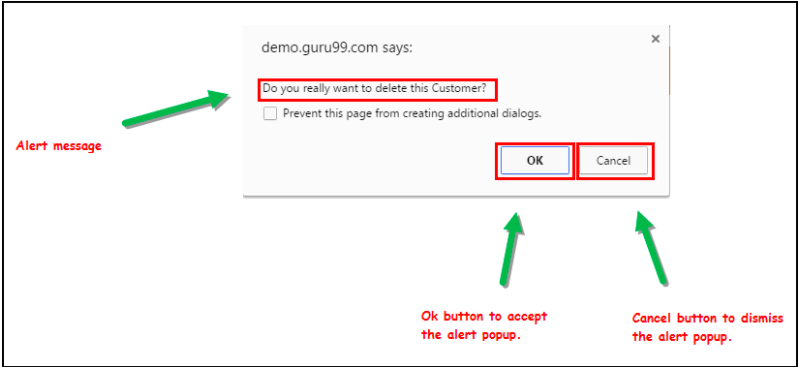 demo.guru99.com says:
Do you really want to delete this Customer?
Prevent this page from creating additional dialogs.
Alert message
OK
Cancel
Ok button to accept
the alert popup.
Cancel button to dismiss
the alert popup.